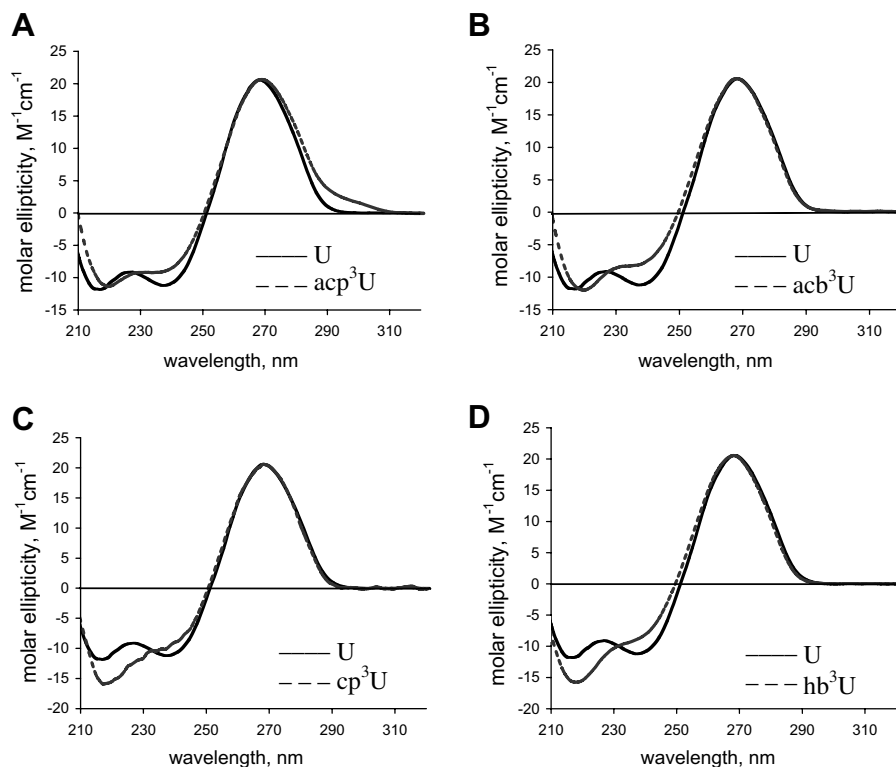 A
molar ellipticity, M⁻¹cm⁻¹
25
20
15
10
5
0
-5
-10
-15
210 230 250 270 290 310
wavelength, nm
U
acp³U
B
molar ellipticity, M⁻¹cm⁻¹
25
20
15
10
5
0
-5
-10
-15
210 230 250 270 290 310
wavelength, nm
U
acb³U
C
molar ellipticity, M⁻¹cm⁻¹
25
20
15
10
5
0
-5
-10
-15
-20
210 230 250 270 290 310
wavelength, nm
U
cp³U
D
molar ellipticity, M⁻¹cm⁻¹
25
20
15
10
5
0
-5
-10
-15
-20
210 230 250 270 290 310
wavelength, nm
U
hb³U